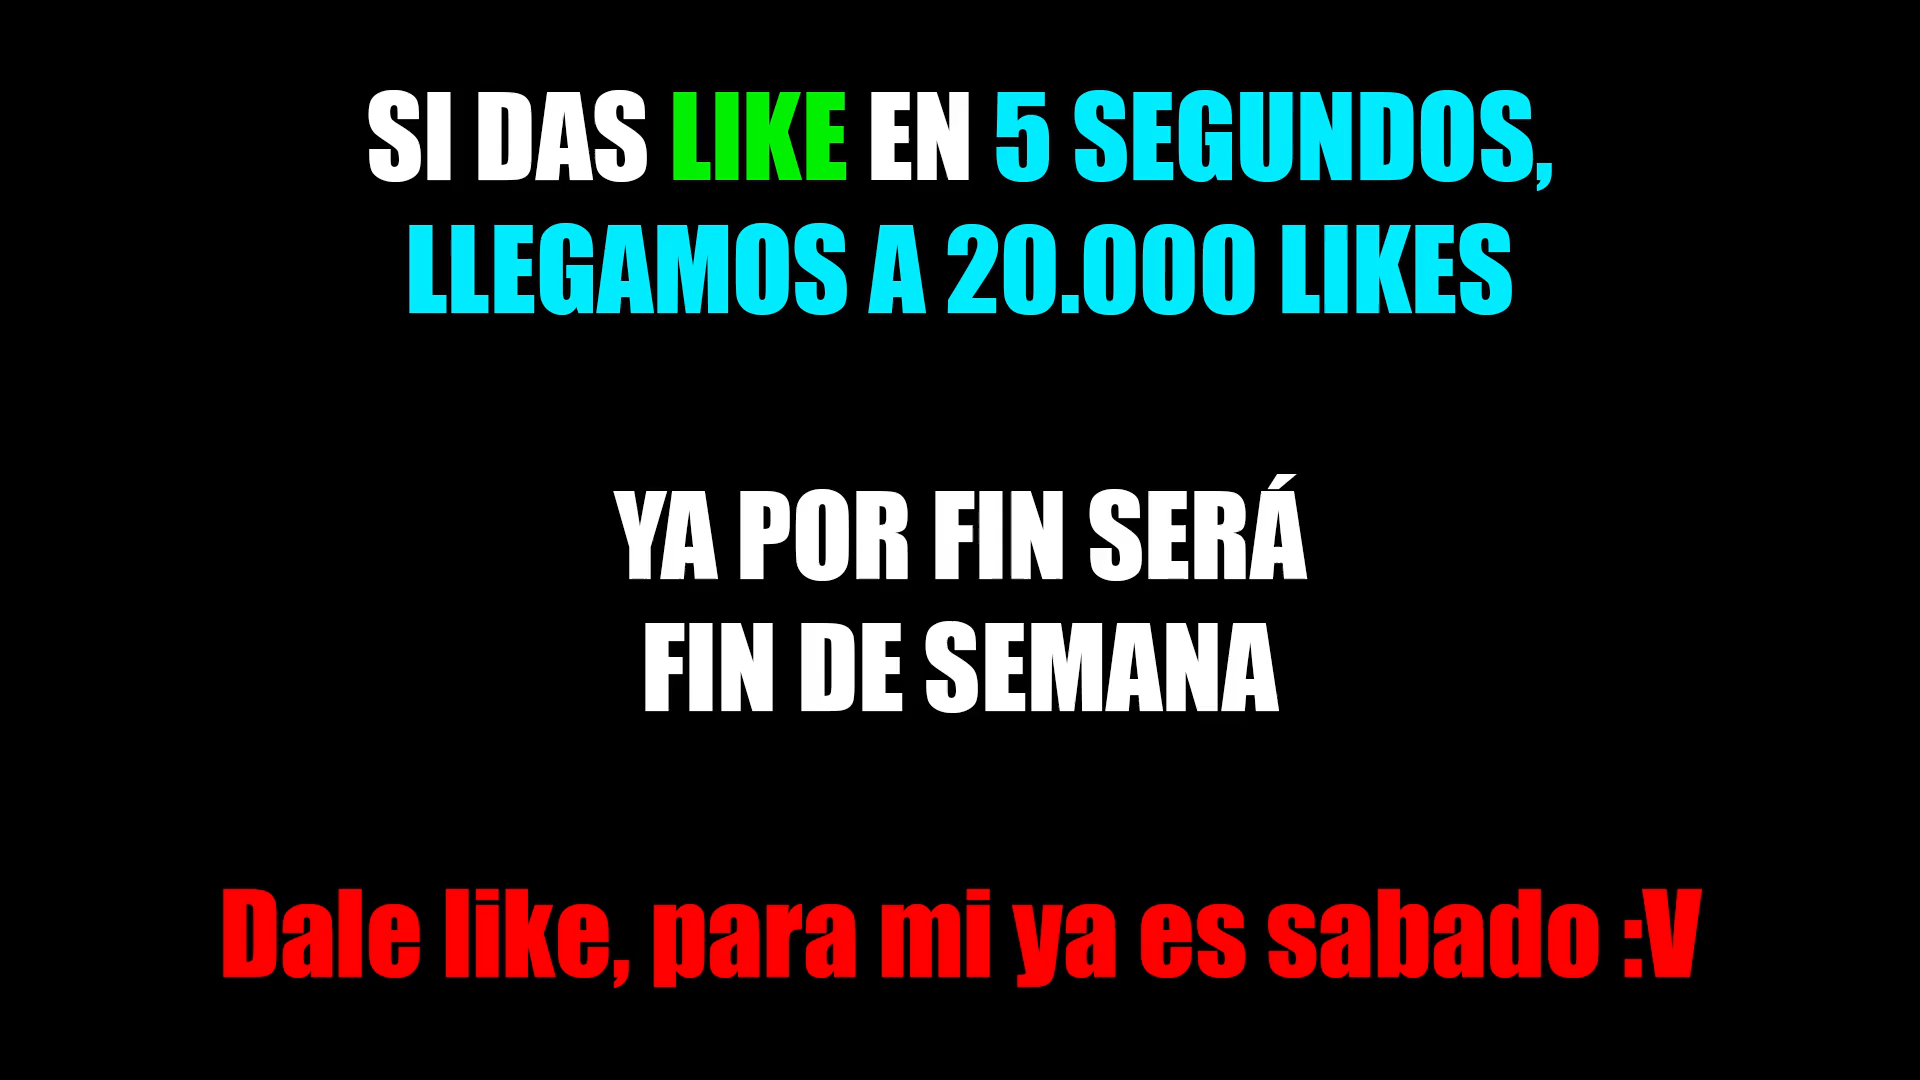 SI DAS LIKE EN 5 SEGUNDOS,
LLEGAMOS A 20.000 LIKES
YA POR FIN SERÁ
FIN DE SEMANA
Dale like, para mi ya es sabado :V